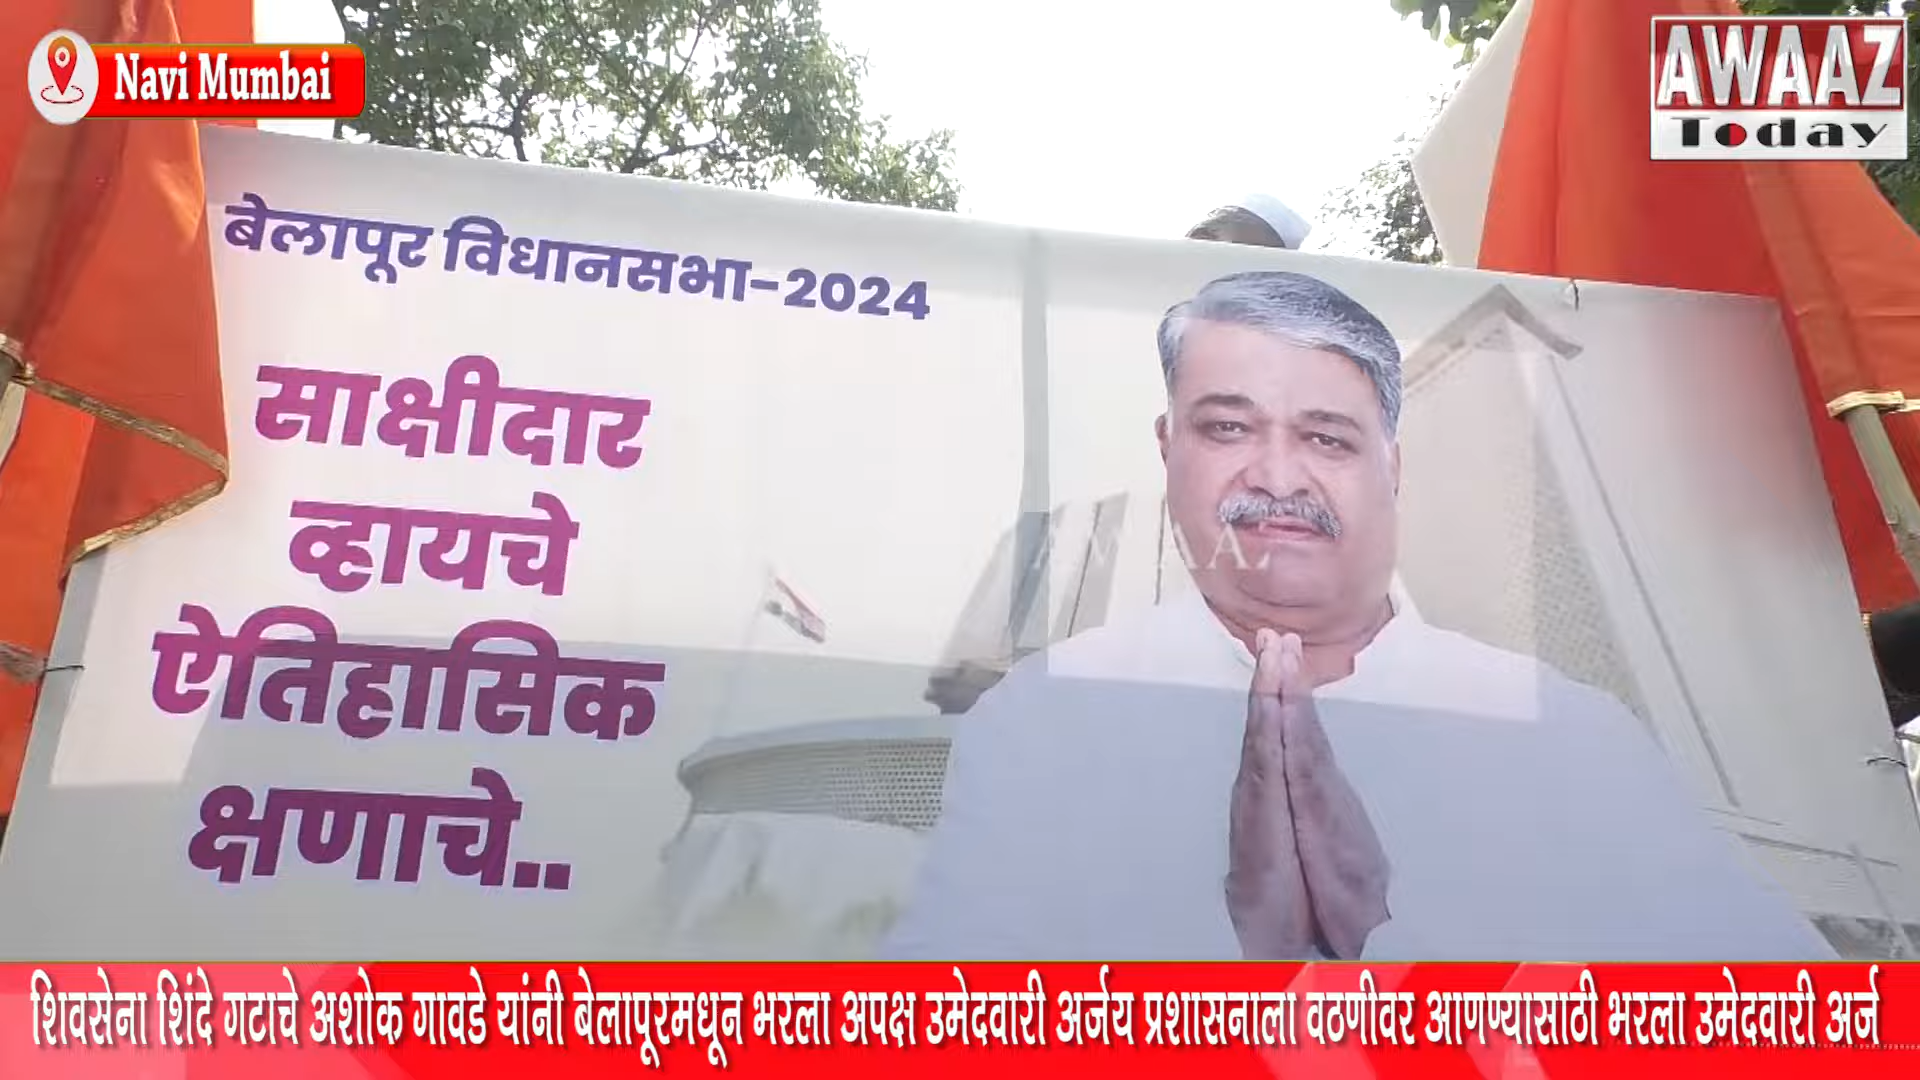 Navi Mumbai
AWAAZ
Today
बेलापूर विधानसभा-2024
साक्षीदार
व्हायचे
ऐतिहासिक
क्षणाचे..
AWAAZ
शिवसेना शिंदे गटाचे अशोक गावडे यांनी बेलापूरमधून भरला अपक्ष उमेदवारी अर्जय प्रशासनाला वठणीवर आणण्यासाठी भरला उमेदवारी अर्ज